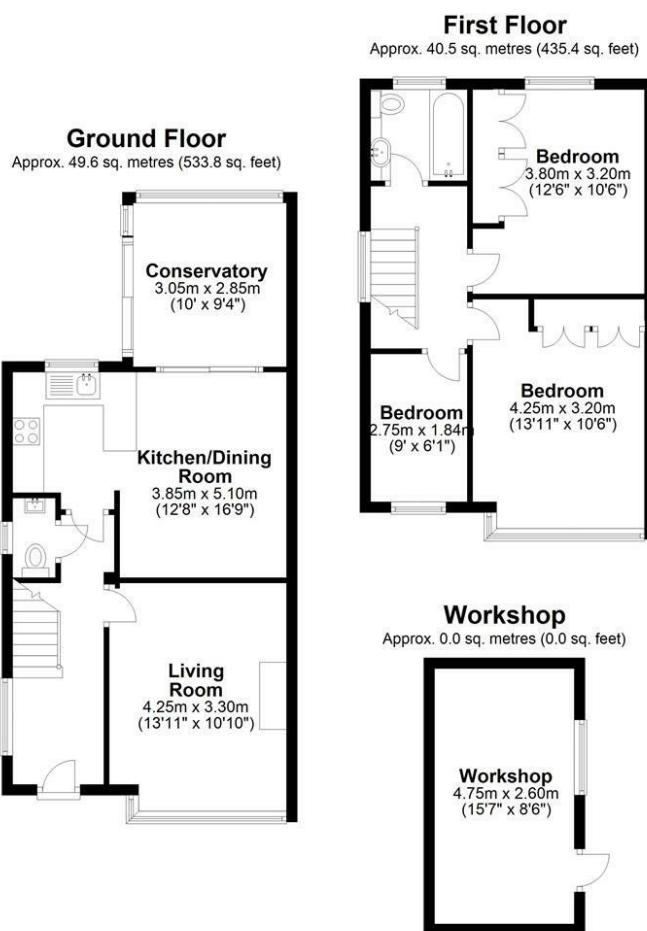 First Floor
Approx. 40.5 sq. metres (435.4 sq. feet)
Bedroom
3.80m x 3.20m
(12'6" x 10'6")
Bedroom
4.25m x 3.20m
(13'11" x 10'6")
Bedroom
2.75m x 1.84m
(9' x 6'1")
Ground Floor
Approx. 49.6 sq. metres (533.8 sq. feet)
Conservatory
3.05m x 2.85m
(10' x 9'4")
Kitchen/Dining
Room
3.85m x 5.10m
(12'8" x 16'9")
Living
Room
4.25m x 3.30m
(13'11" x 10'10")
Workshop
Approx. 0.0 sq. metres (0.0 sq. feet)
Workshop
4.75m x 2.60m
(15'7" x 8'6")